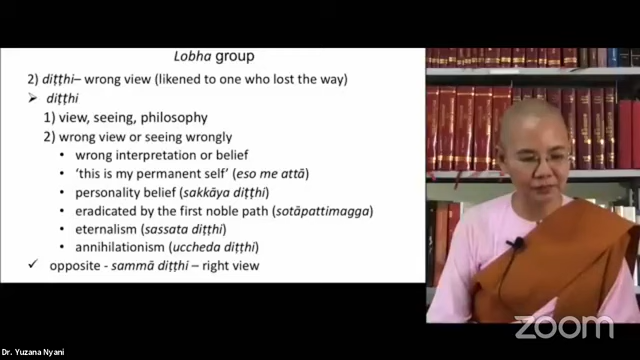 Lobha group
2) diṭṭhi– wrong view (likened to one who lost the way)
➢ diṭṭhi
1) view, seeing, philosophy
2) wrong view or seeing wrongly
• wrong interpretation or belief
• ‘this is my permanent self’ (eso me attā)
• personality belief (sakkāya diṭṭhi)
• eradicated by the first noble path (sotāpattimagga)
• eternalism (sassata diṭṭhi)
• annihilationism (uccheda diṭṭhi)
✓ opposite - sammā diṭṭhi – right view
zoom
Dr. Yuzana Nyani